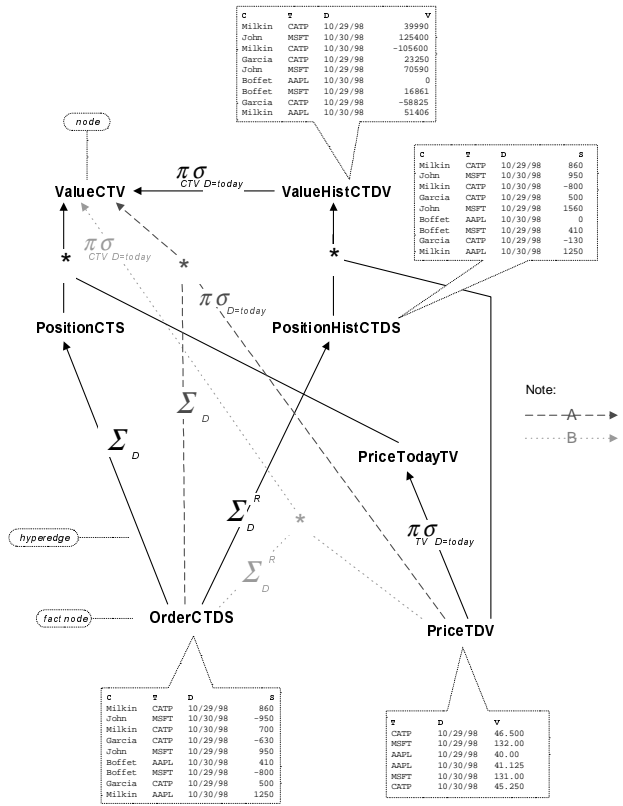 C T D V
Milkin CATP 10/29/98 39990
John MSFT 10/30/98 125400
Milkin CATP 10/30/98 -105600
Garcia CATP 10/29/98 23250
John MSFT 10/29/98 70590
Boffet AAPL 10/30/98 0
Boffet MSFT 10/29/98 16861
Garcia CATP 10/29/98 -58825
Milkin AAPL 10/30/98 51406
node
C T D S
Milkin CATP 10/29/98 860
John MSFT 10/30/98 950
Milkin CATP 10/30/98 -800
Garcia CATP 10/29/98 500
John MSFT 10/29/98 1560
Boffet AAPL 10/30/98 0
Boffet MSFT 10/29/98 410
Garcia CATP 10/29/98 -130
Milkin AAPL 10/30/98 1250
πσ CTV D=today
ValueCTV
ValueHistCTDV
πσ CTV D=today
*
*
*
πσ D=today
PositionCTS
PositionHistCTDS
Note:
A
B
Σ D
Σ D
PriceTodayTV
Σ R D
*
πσ TV D=today
Σ R D
hyperedge
fact node
OrderCTDS
PriceTDV
C T D S
Milkin CATP 10/29/98 860
John MSFT 10/30/98 -950
Milkin CATP 10/30/98 700
Garcia CATP 10/29/98 -630
John MSFT 10/29/98 950
Boffet AAPL 10/30/98 410
Boffet MSFT 10/29/98 -800
Garcia CATP 10/29/98 500
Milkin AAPL 10/30/98 1250
T D V
CATP 10/29/98 46.500
MSFT 10/29/98 132.00
AAPL 10/29/98 40.00
AAPL 10/30/98 41.125
MSFT 10/30/98 131.00
CATP 10/30/98 45.250